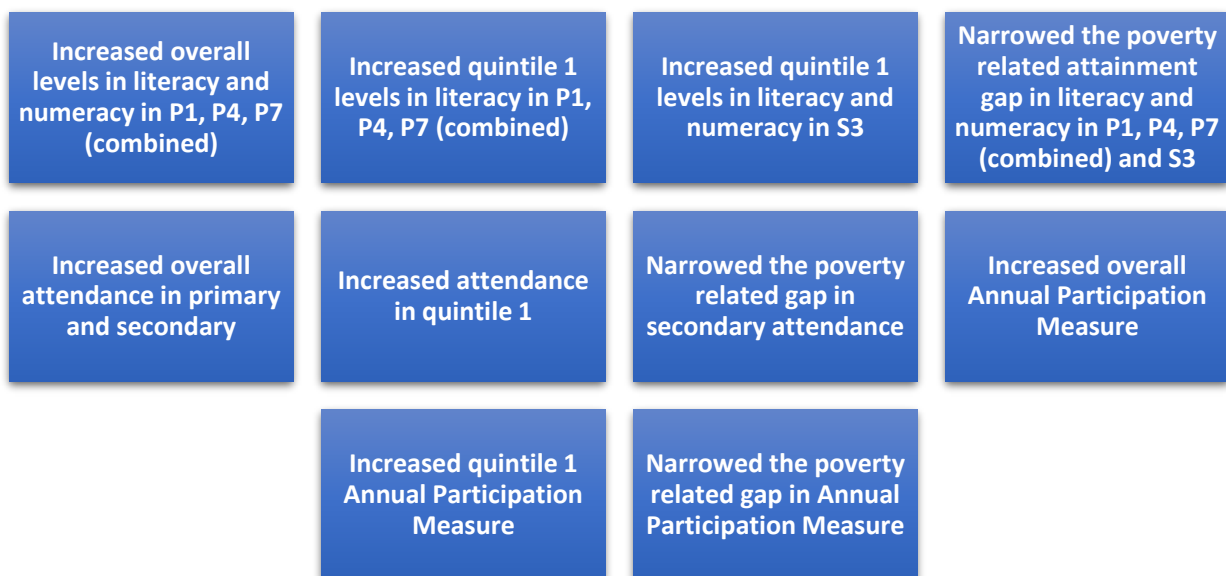 Increased overall
levels in literacy and
numeracy in P1, P4, P7
(combined)
Increased quintile 1
levels in literacy in P1,
P4, P7 (combined)
Increased quintile 1
levels in literacy and
numeracy in S3
Narrowed the poverty
related attainment
gap in literacy and
numeracy in P1, P4, P7
(combined) and S3
Increased overall
attendance in primary
and secondary
Increased attendance
in quintile 1
Narrowed the poverty
related gap in
secondary attendance
Increased overall
Annual Participation
Measure
Increased quintile 1
Annual Participation
Measure
Narrowed the poverty
related gap in Annual
Participation Measure